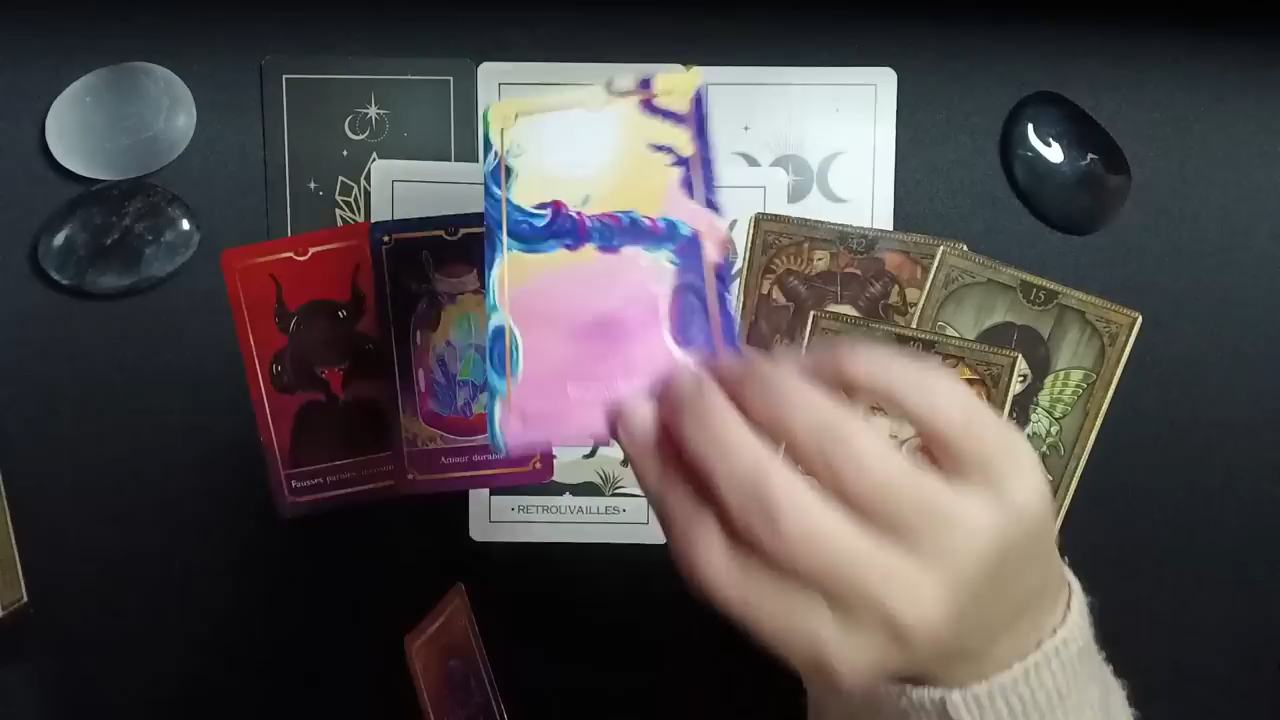 42
15
Fausses paroles,
Amour durable
• RETROUVAILLES •